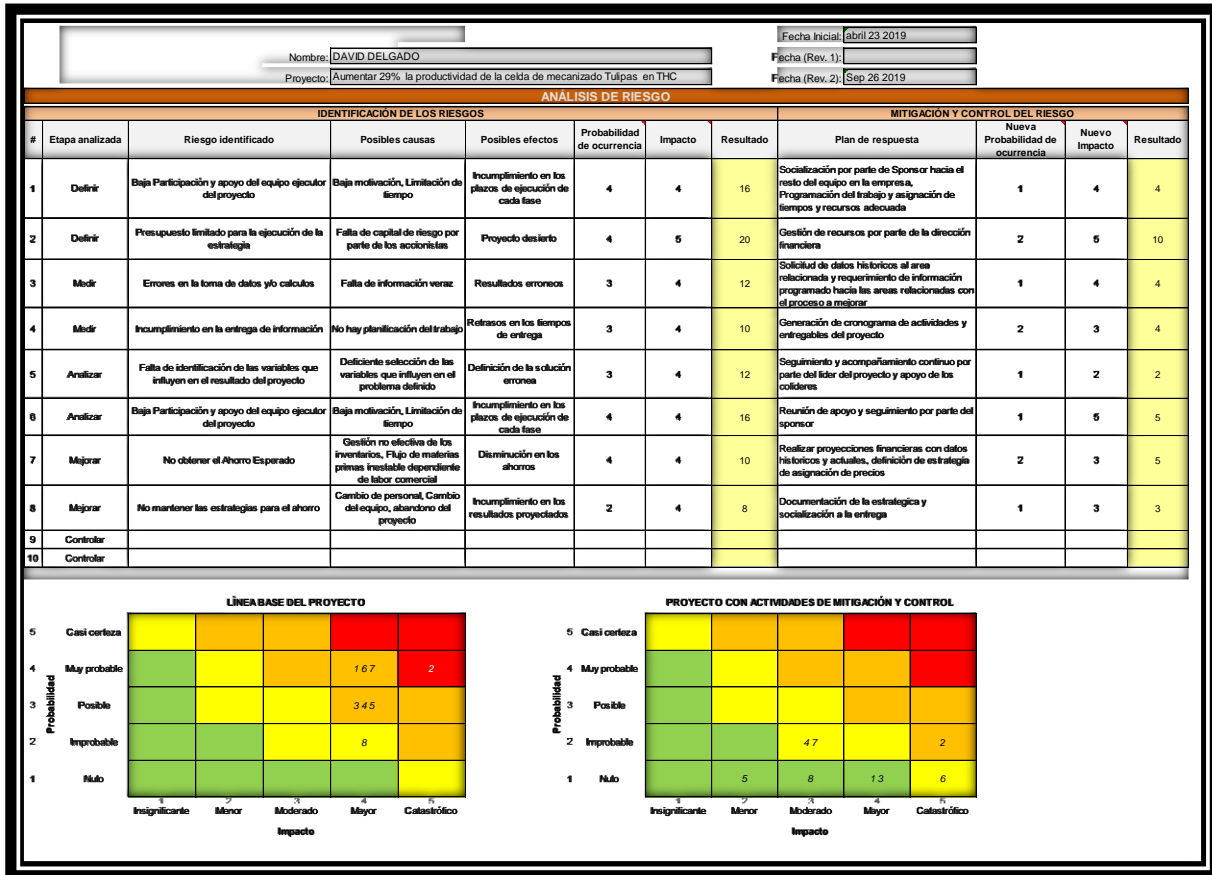 Fecha Inicial: abril 23 2019
Nombre: DAVID DELGADO
Fecha (Rev. 1):
Proyecto: Aumentar 29% la productividad de la celda de mecanizado Tulipas en THC
Fecha (Rev. 2): Sep 26 2019
ANÁLISIS DE RIESGO
IDENTIFICACIÓN DE LOS RIESGOS
MITIGACIÓN Y CONTROL DEL RIESGO
#
Etapa analizada
Riesgo identificado
Posibles causas
Posibles efectos
Probabilidad
de ocurrencia
Impacto
Resultado
Plan de respuesta
Nueva
Probabilidad de
ocurrencia
Nuevo
Impacto
Resultado
1
Definir
Baja Participación y apoyo del equipo ejecutor
del proyecto
Baja motivación, Limitación de
tiempo
Incumplimiento en los
plazos de ejecución de
cada fase
4
4
16
Socialización por parte de Sponsor hacia el
resto del equipo en la empresa,
Programación del trabajo y asignación de
tiempos y recursos adecuada
1
4
4
2
Definir
Presupuesto limitado para la ejecución de la
estrategia
Falta de capital de riesgo por
parte de los accionistas
Proyecto desierto
4
5
20
Gestión de recursos por parte de la dirección
financiera
2
5
10
3
Medir
Errores en la toma de datos y/o calculos
Falta de información veraz
Resultados erroneos
3
4
12
Solicitud de datos historicos al area
relacionada y requerimiento de información
programado hacia las areas relacionadas con
el proceso a mejorar
1
4
4
4
Medir
Incumplimiento en la entrega de información
No hay planificación del trabajo
Retrasos en los tiempos
de entrega
3
4
10
Generación de cronograma de actividades y
entregables del proyecto
2
3
4
5
Analizar
Falta de identificación de las variables que
influyen en el resultado del proyecto
Deficiente selección de las
variables que influyen en el
problema definido
Definición de la solución
erronea
3
4
12
Seguimiento y acompañamiento continuo por
parte del lider del proyecto y apoyo de los
colideres
1
2
2
6
Analizar
Baja Participación y apoyo del equipo ejecutor
del proyecto
Baja motivación, Limitación de
tiempo
Incumplimiento en los
plazos de ejecución de
cada fase
4
4
16
Reunión de apoyo y seguimiento por parte del
sponsor
1
5
5
7
Mejorar
No obtener el Ahorro Esperado
Gestión no efectiva de los
inventarios, Flujo de materias
primas inestable dependiente
de labor comercial
Disminución en los
ahorros
4
4
10
Realizar proyecciones financieras con datos
historicos y actuales, definición de estrategia
de asignación de precios
2
3
5
8
Mejorar
No mantener las estrategias para el ahorro
Cambio de personal, Cambio
del equipo, abandono del
proyecto
Incumplimiento en los
resultados proyectados
2
4
8
Documentación de la estrategica y
socialización a la entrega
1
3
3
9
Controlar
10
Controlar
LÌNEA BASE DEL PROYECTO
Probabilidad
5 Casi certeza
4 Muy probable
1 6 7
2
3 Posible
3 4 5
2 Improbable
8
1 Nulo
1
2
3
4
5
Insignificante
Menor
Moderado
Mayor
Catastrófico
Impacto
PROYECTO CON ACTIVIDADES DE MITIGACIÓN Y CONTROL
Probabilidad
5 Casi certeza
4 Muy probable
3 Posible
2 Improbable
4 7
2
1 Nulo
5
8
1 3
6
1
2
3
4
5
Insignificante
Menor
Moderado
Mayor
Catastrófico
Impacto